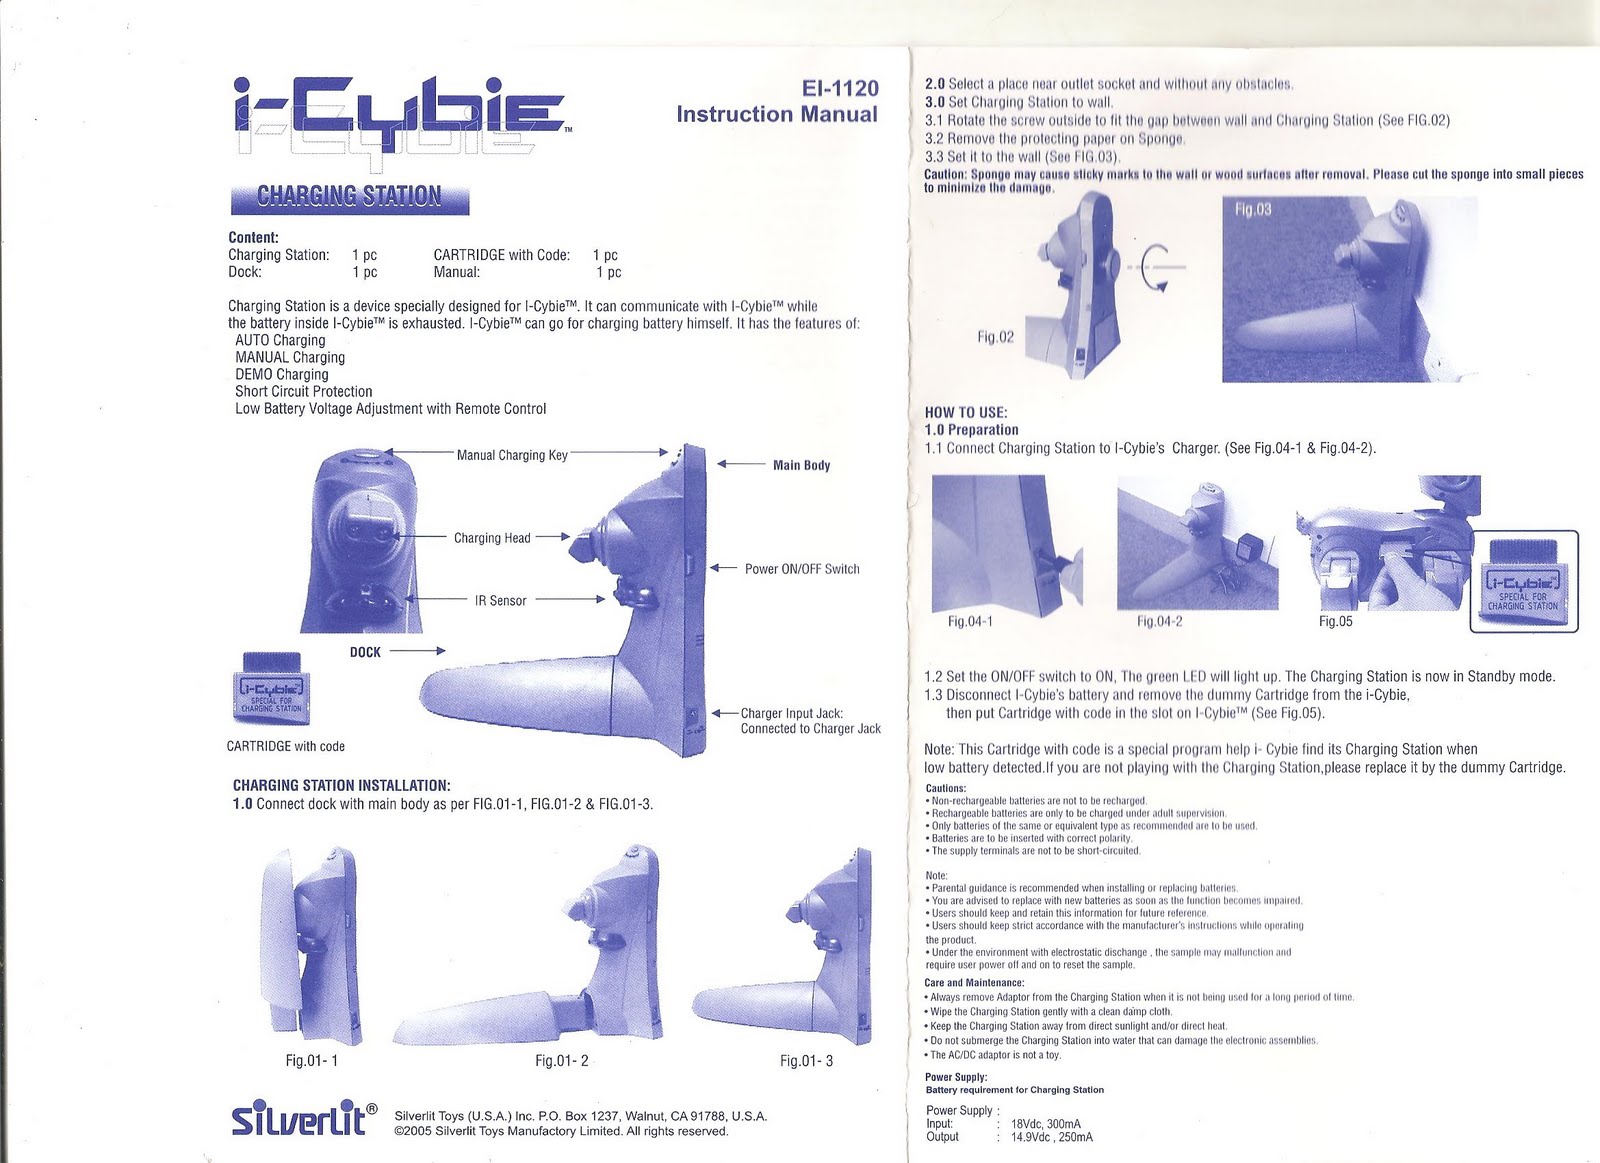 i-Cybie™
EI-1120
Instruction Manual
CHARGING STATION
Content:
Charging Station: 1 pc CARTRIDGE with Code: 1 pc
Dock: 1 pc Manual: 1 pc
Charging Station is a device specially designed for I-Cybie™. It can communicate with I-Cybie™ while
the battery inside I-Cybie™ is exhausted. I-Cybie™ can go for charging battery himself. It has the features of:
AUTO Charging
MANUAL Charging
DEMO Charging
Short Circuit Protection
Low Battery Voltage Adjustment with Remote Control
Manual Charging Key
Main Body
Charging Head
Power ON/OFF Switch
IR Sensor
DOCK
i-Cybie™
SPECIAL FOR
CHARGING STATION
Charger Input Jack:
Connected to Charger Jack
CARTRIDGE with code
CHARGING STATION INSTALLATION:
1.0 Connect dock with main body as per FIG.01-1, FIG.01-2 & FIG.01-3.
Fig.01- 1
Fig.01- 2
Fig.01- 3
Silverlit®
Silverlit Toys (U.S.A.) Inc. P.O. Box 1237, Walnut, CA 91788, U.S.A.
©2005 Silverlit Toys Manufactory Limited. All rights reserved.
2.0 Select a place near outlet socket and without any obstacles.
3.0 Set Charging Station to wall.
3.1 Rotate the screw outside to fit the gap between wall and Charging Station (See FIG.02)
3.2 Remove the protecting paper on Sponge.
3.3 Set it to the wall (See FIG.03).
Caution: Sponge may cause sticky marks to the wall or wood surfaces after removal. Please cut the sponge into small pieces
to minimize the damage.
Fig.03
Fig.02
HOW TO USE:
1.0 Preparation
1.1 Connect Charging Station to I-Cybie's Charger. (See Fig.04-1 & Fig.04-2).
i-Cybie™
SPECIAL FOR
CHARGING STATION
Fig.04-1
Fig.04-2
Fig.05
1.2 Set the ON/OFF switch to ON, The green LED will light up. The Charging Station is now in Standby mode.
1.3 Disconnect I-Cybie's battery and remove the dummy Cartridge from the i-Cybie,
then put Cartridge with code in the slot on I-Cybie™ (See Fig.05).
Note: This Cartridge with code is a special program help i- Cybie find its Charging Station when
low battery detected.If you are not playing with the Charging Station,please replace it by the dummy Cartridge.
Cautions:
• Non-rechargeable batteries are not to be recharged.
• Rechargeable batteries are only to be charged under adult supervision.
• Only batteries of the same or equivalent type as recommended are to be used.
• Batteries are to be inserted with correct polarity.
• The supply terminals are not to be short-circuited.
Note:
• Parental guidance is recommended when installing or replacing batteries.
• You are advised to replace with new batteries as soon as the function becomes impaired.
• Users should keep and retain this information for future reference.
• Users should keep strict accordance with the manufacturer's instructions while operating
the product.
• Under the environment with electrostatic discharge , the sample may malfunction and
require user power off and on to reset the sample.
Care and Maintenance:
• Always remove Adaptor from the Charging Station when it is not being used for a long period of time.
• Wipe the Charging Station gently with a clean damp cloth.
• Keep the Charging Station away from direct sunlight and/or direct heat.
• Do not submerge the Charging Station into water that can damage the electronic assemblies.
• The AC/DC adaptor is not a toy.
Power Supply:
Battery requirement for Charging Station
Power Supply :
Input: : 18Vdc, 300mA
Output : 14.9Vdc , 250mA